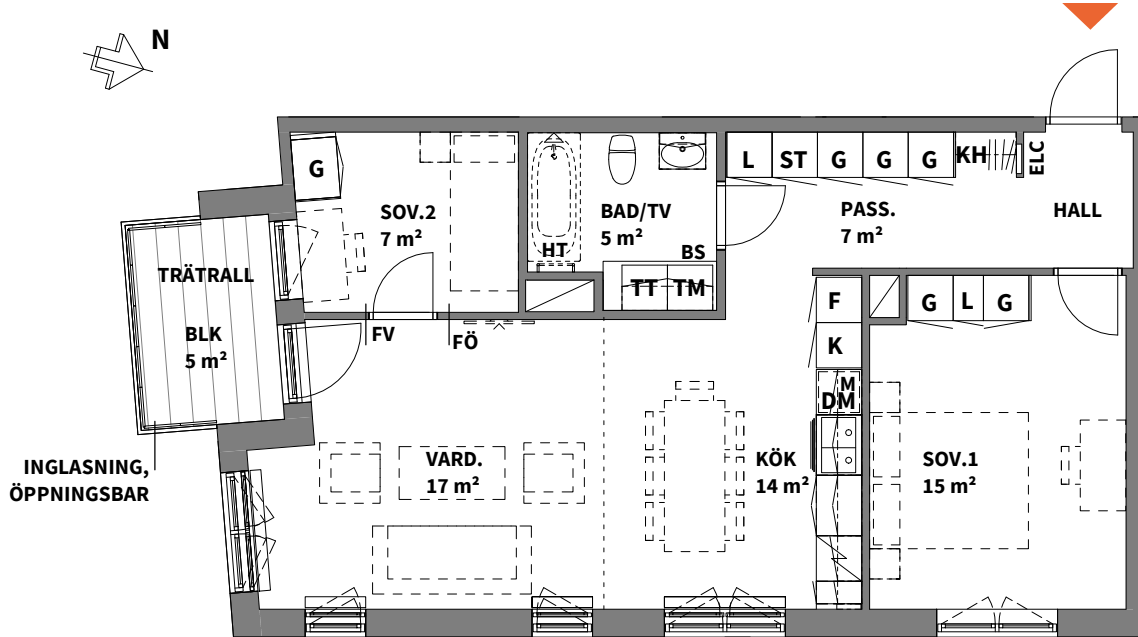 N
L
ST
G
G
G
KH
ELC
G
SOV.2
7 m²
BAD/TV
5 m²
PASS.
7 m²
HALL
HT
BS
TRÄTRALL
TT
TM
F
G
L
G
BLK
5 m²
FV
FÖ
K
M
DM
INGLASNING,
ÖPPNINGSBAR
VARD.
17 m²
KÖK
14 m²
SOV.1
15 m²